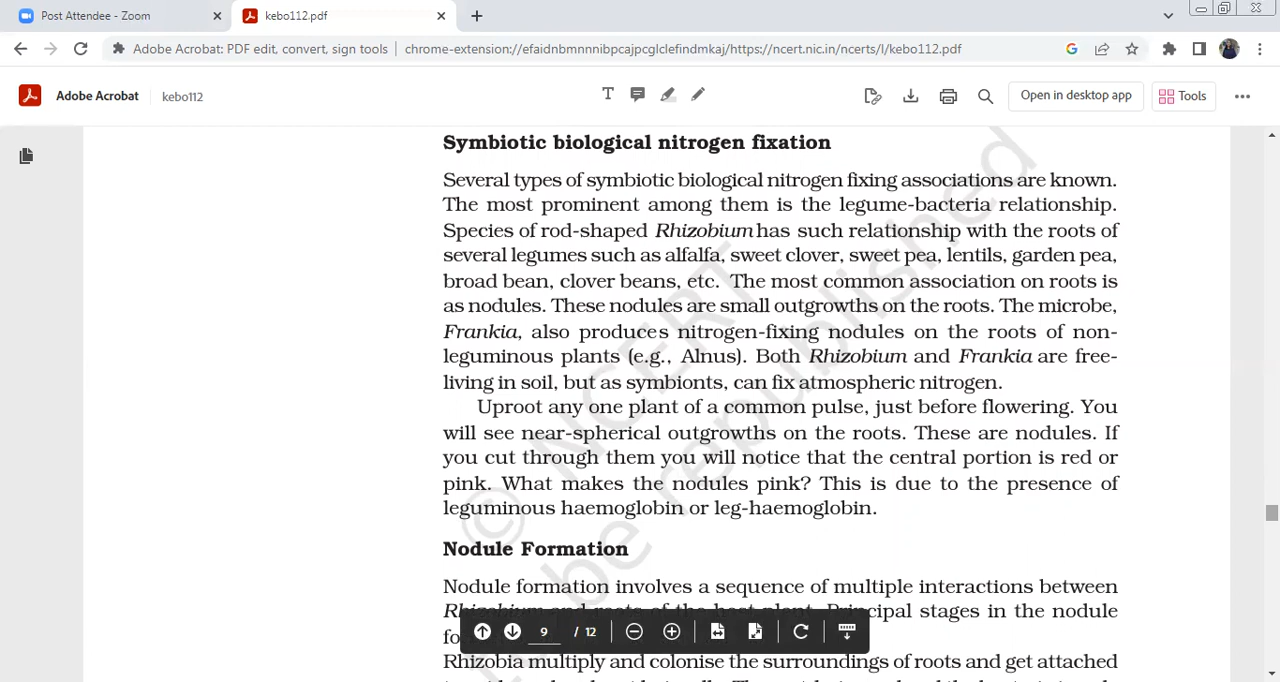 Post Attendee - Zoom
kebo112.pdf
Adobe Acrobat: PDF edit, convert, sign tools | chrome-extension://efaidnbmnnnibpcajpcglclefindmkaj/https://ncert.nic.in/ncerts/l/kebo112.pdf
Adobe Acrobat kebo112 Open in desktop app Tools
Symbiotic biological nitrogen fixation
Several types of symbiotic biological nitrogen fixing associations are known.
The most prominent among them is the legume-bacteria relationship.
Species of rod-shaped Rhizobium has such relationship with the roots of
several legumes such as alfalfa, sweet clover, sweet pea, lentils, garden pea,
broad bean, clover beans, etc. The most common association on roots is
as nodules. These nodules are small outgrowths on the roots. The microbe,
Frankia, also produces nitrogen-fixing nodules on the roots of non-
leguminous plants (e.g., Alnus). Both Rhizobium and Frankia are free-
living in soil, but as symbionts, can fix atmospheric nitrogen.
Uproot any one plant of a common pulse, just before flowering. You
will see near-spherical outgrowths on the roots. These are nodules. If
you cut through them you will notice that the central portion is red or
pink. What makes the nodules pink? This is due to the presence of
leguminous haemoglobin or leg-haemoglobin.
Nodule Formation
Nodule formation involves a sequence of multiple interactions between
Rhizobium and roots of the host plant. Principal stages in the nodule
fo
9 / 12
Rhizobia multiply and colonise the surroundings of roots and get attached
© NCERT
be republished